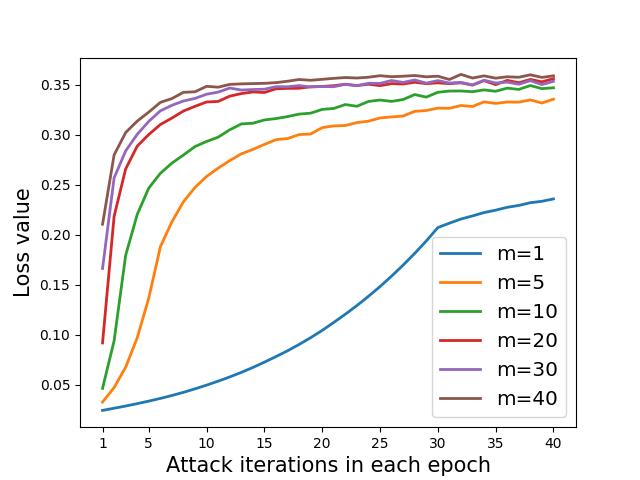 0.35
0.30
0.25
0.20
0.15
0.10
0.05
Loss value
m=1
m=5
m=10
m=20
m=30
m=40
1 5 10 15 20 25 30 35 40
Attack iterations in each epoch